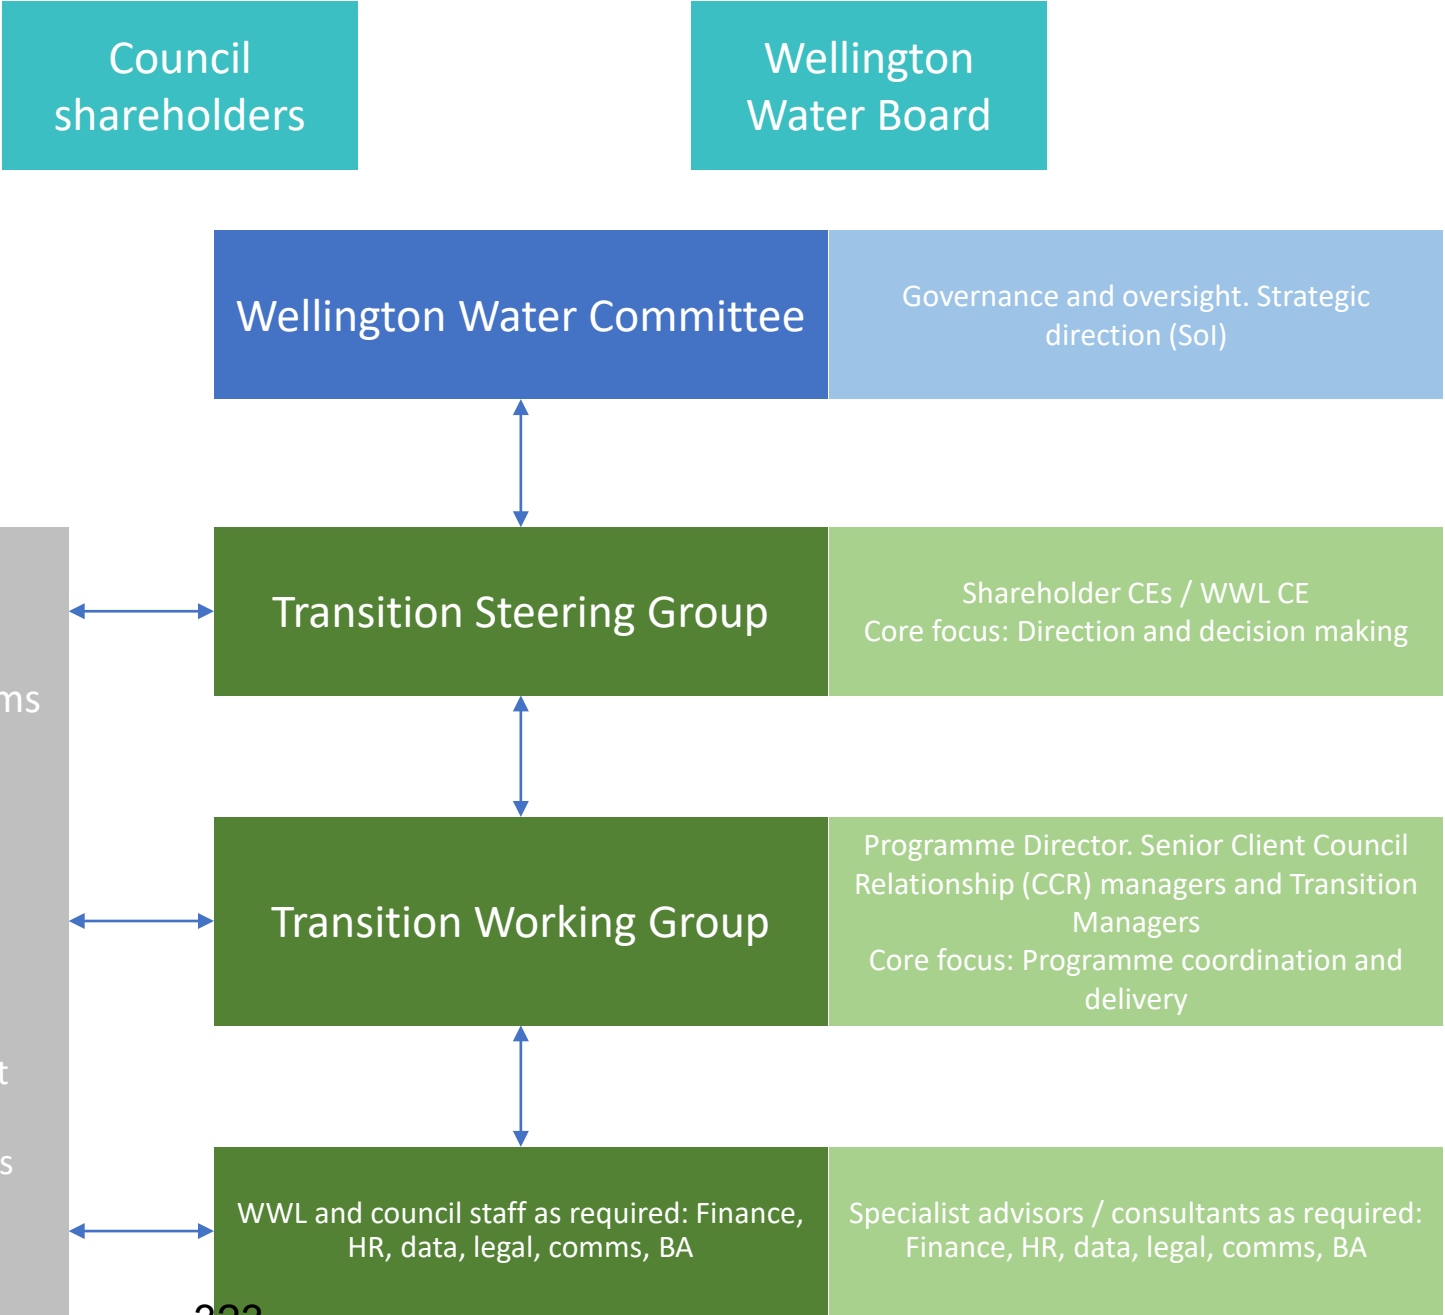 Council
shareholders
Wellington
Water Board
Wellington Water Committee
Governance and oversight. Strategic
direction (SoI)
Transition Steering Group
Shareholder CEs / WWL CE
Core focus: Direction and decision making
Transition Working Group
Programme Director. Senior Client Council
Relationship (CCR) managers and Transition
Managers
Core focus: Programme coordination and
delivery
WWL and council staff as required: Finance,
HR, data, legal, comms, BA
Specialist advisors / consultants as required:
Finance, HR, data, legal, comms, BA